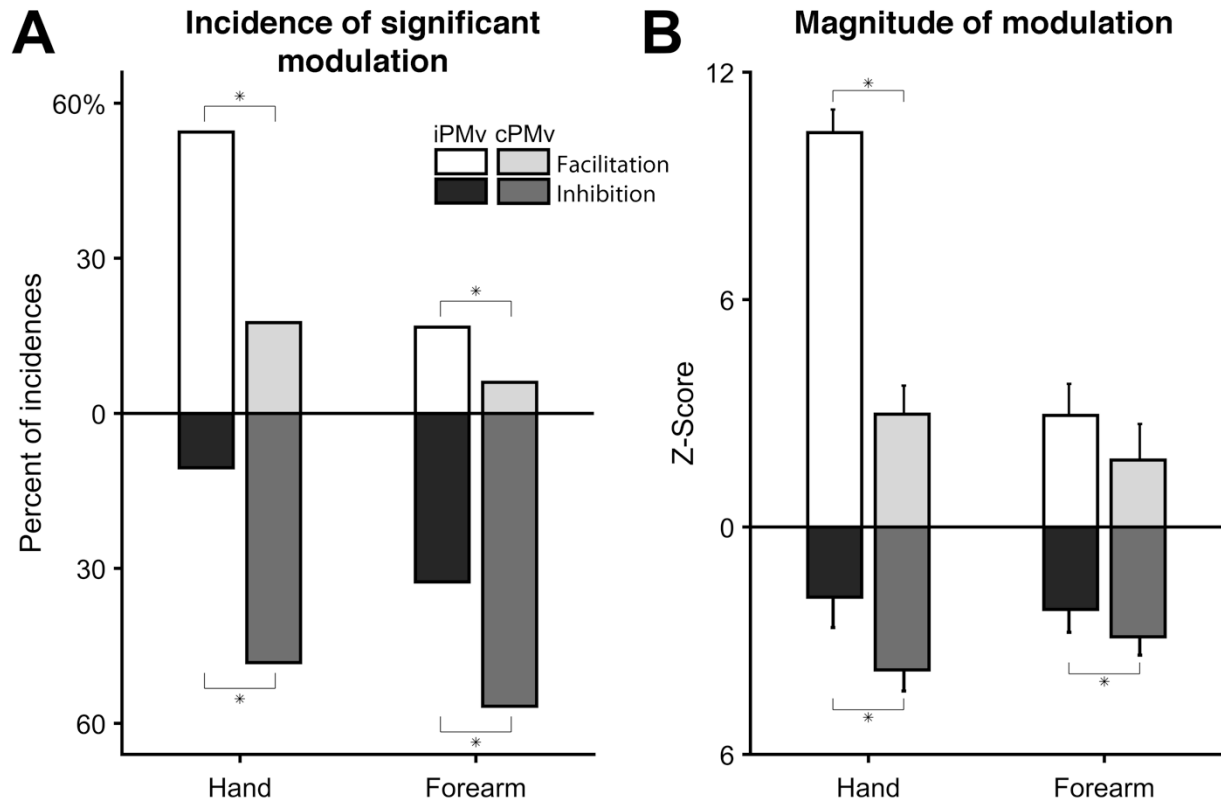 A
Incidence of significant
modulation
Percent of incidences
60%
30
0
30
60
*
*
*
*
iPMv cPMv
Facilitation
Inhibition
Hand
Forearm
B
Magnitude of modulation
Z-Score
12
6
0
6
*
*
*
Hand
Forearm